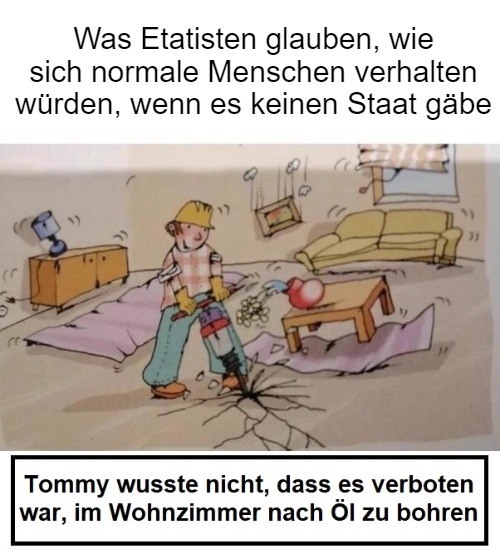 Was Etatisten glauben, wie
sich normale Menschen verhalten
würden, wenn es keinen Staat gäbe
Tommy wusste nicht, dass es verboten
war, im Wohnzimmer nach Öl zu bohren